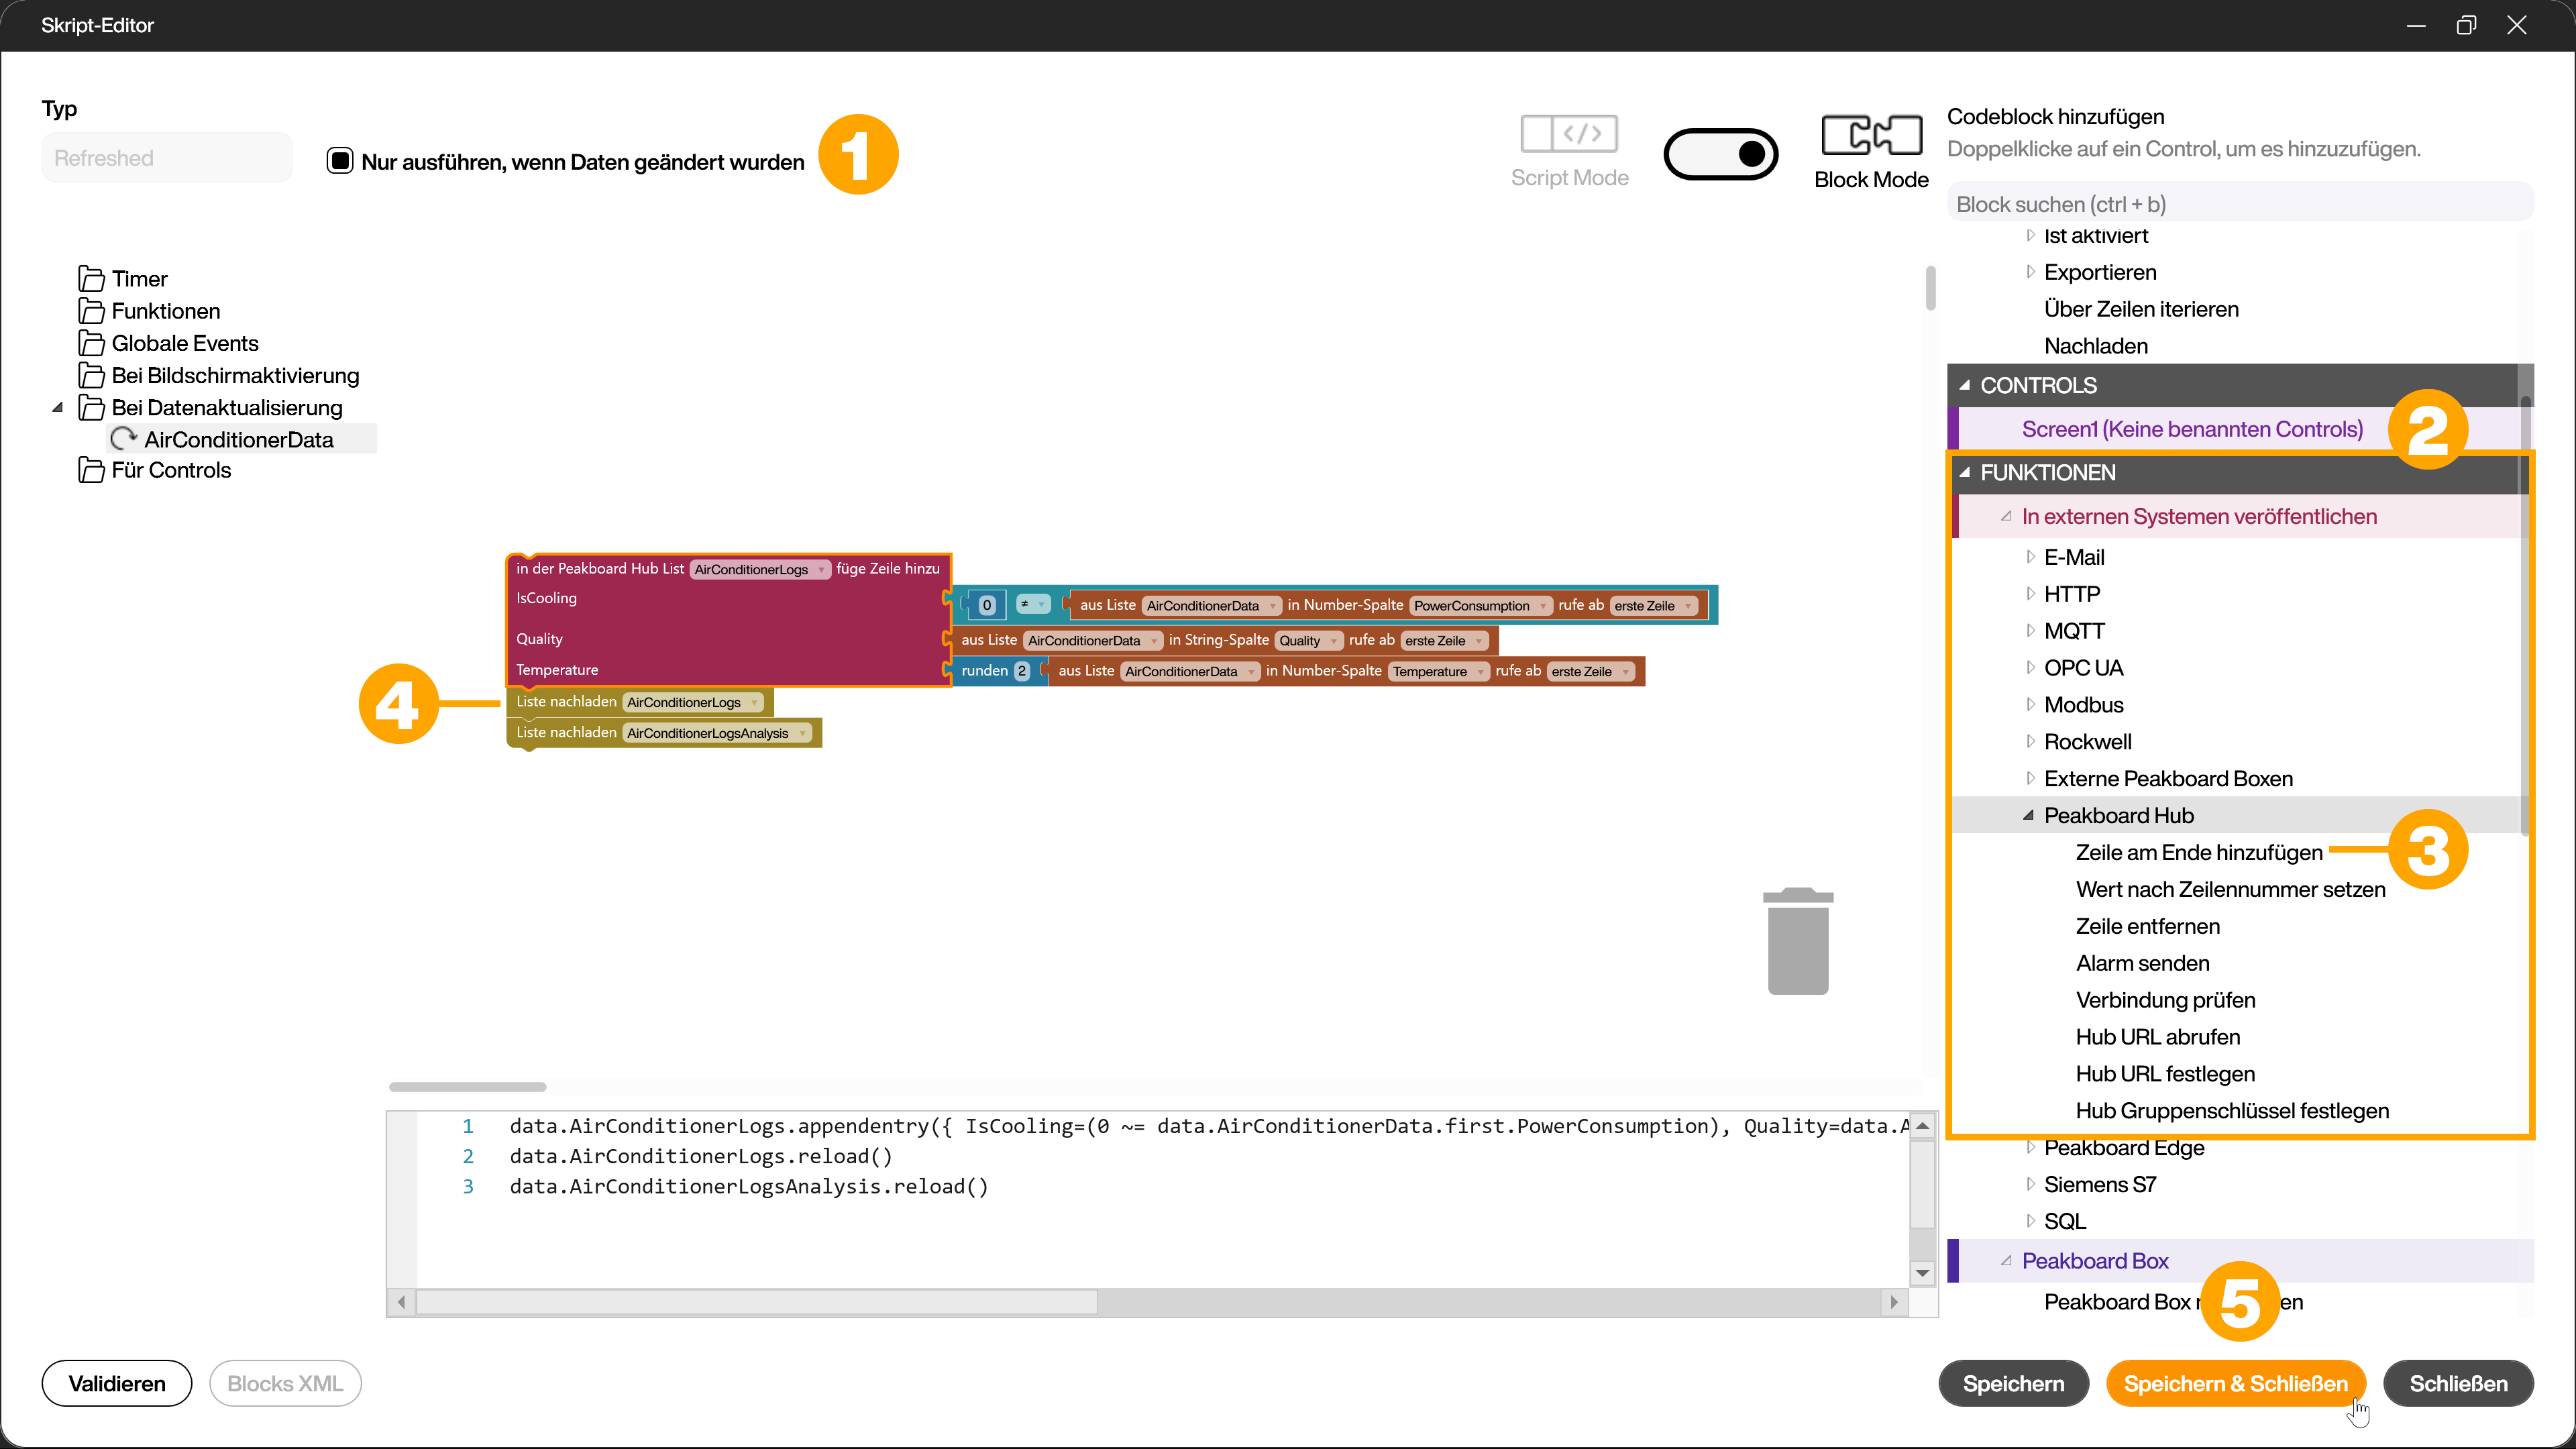 Skript-Editor
Typ
Refreshed
Nur ausführen, wenn Daten geändert wurden
1
Script Mode
Block Mode
Timer
Funktionen
Globale Events
Bei Bildschirmaktivierung
Bei Datenaktualisierung
AirConditionerData
Für Controls
in der Peakboard Hub List AirConditionerLogs füge Zeile hinzu
IsCooling
0 ≠ aus Liste AirConditionerData in Number-Spalte PowerConsumption rufe ab erste Zeile
Quality
aus Liste AirConditionerData in String-Spalte Quality rufe ab erste Zeile
Temperature
runden 2 aus Liste AirConditionerData in Number-Spalte Temperature rufe ab erste Zeile
4
Liste nachladen AirConditionerLogs
Liste nachladen AirConditionerLogsAnalysis
1 data.AirConditionerLogs.appendentry({ IsCooling=(0 ~= data.AirConditionerData.first.PowerConsumption), Quality=data.A
2 data.AirConditionerLogs.reload()
3 data.AirConditionerLogsAnalysis.reload()
Codeblock hinzufügen
Doppelklicke auf ein Control, um es hinzuzufügen.
Block suchen (ctrl + b)
Ist aktiviert
Exportieren
Über Zeilen iterieren
Nachladen
CONTROLS
Screen1 (Keine benannten Controls)
2
FUNKTIONEN
In externen Systemen veröffentlichen
E-Mail
HTTP
MQTT
OPC UA
Modbus
Rockwell
Externe Peakboard Boxen
Peakboard Hub
Zeile am Ende hinzufügen
3
Wert nach Zeilennummer setzen
Zeile entfernen
Alarm senden
Verbindung prüfen
Hub URL abrufen
Hub URL festlegen
Hub Gruppenschlüssel festlegen
Peakboard Edge
Siemens S7
SQL
Peakboard Box
Peakboard Box
5
Validieren
Blocks XML
Speichern
Speichern & Schließen
Schließen